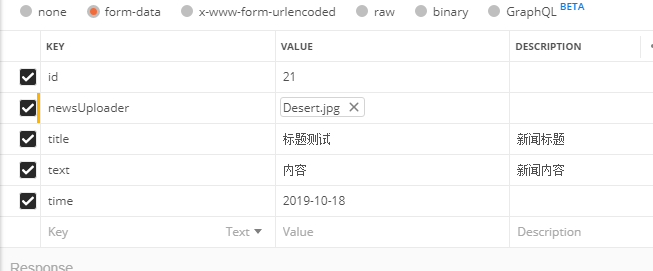 none form-data x-www-form-urlencoded raw binary GraphQL BETA
KEY VALUE DESCRIPTION
id 21
newsUploader Desert.jpg
title 标题测试 新闻标题
text 内容 新闻内容
time 2019-10-18
Key Text Value Description
Response